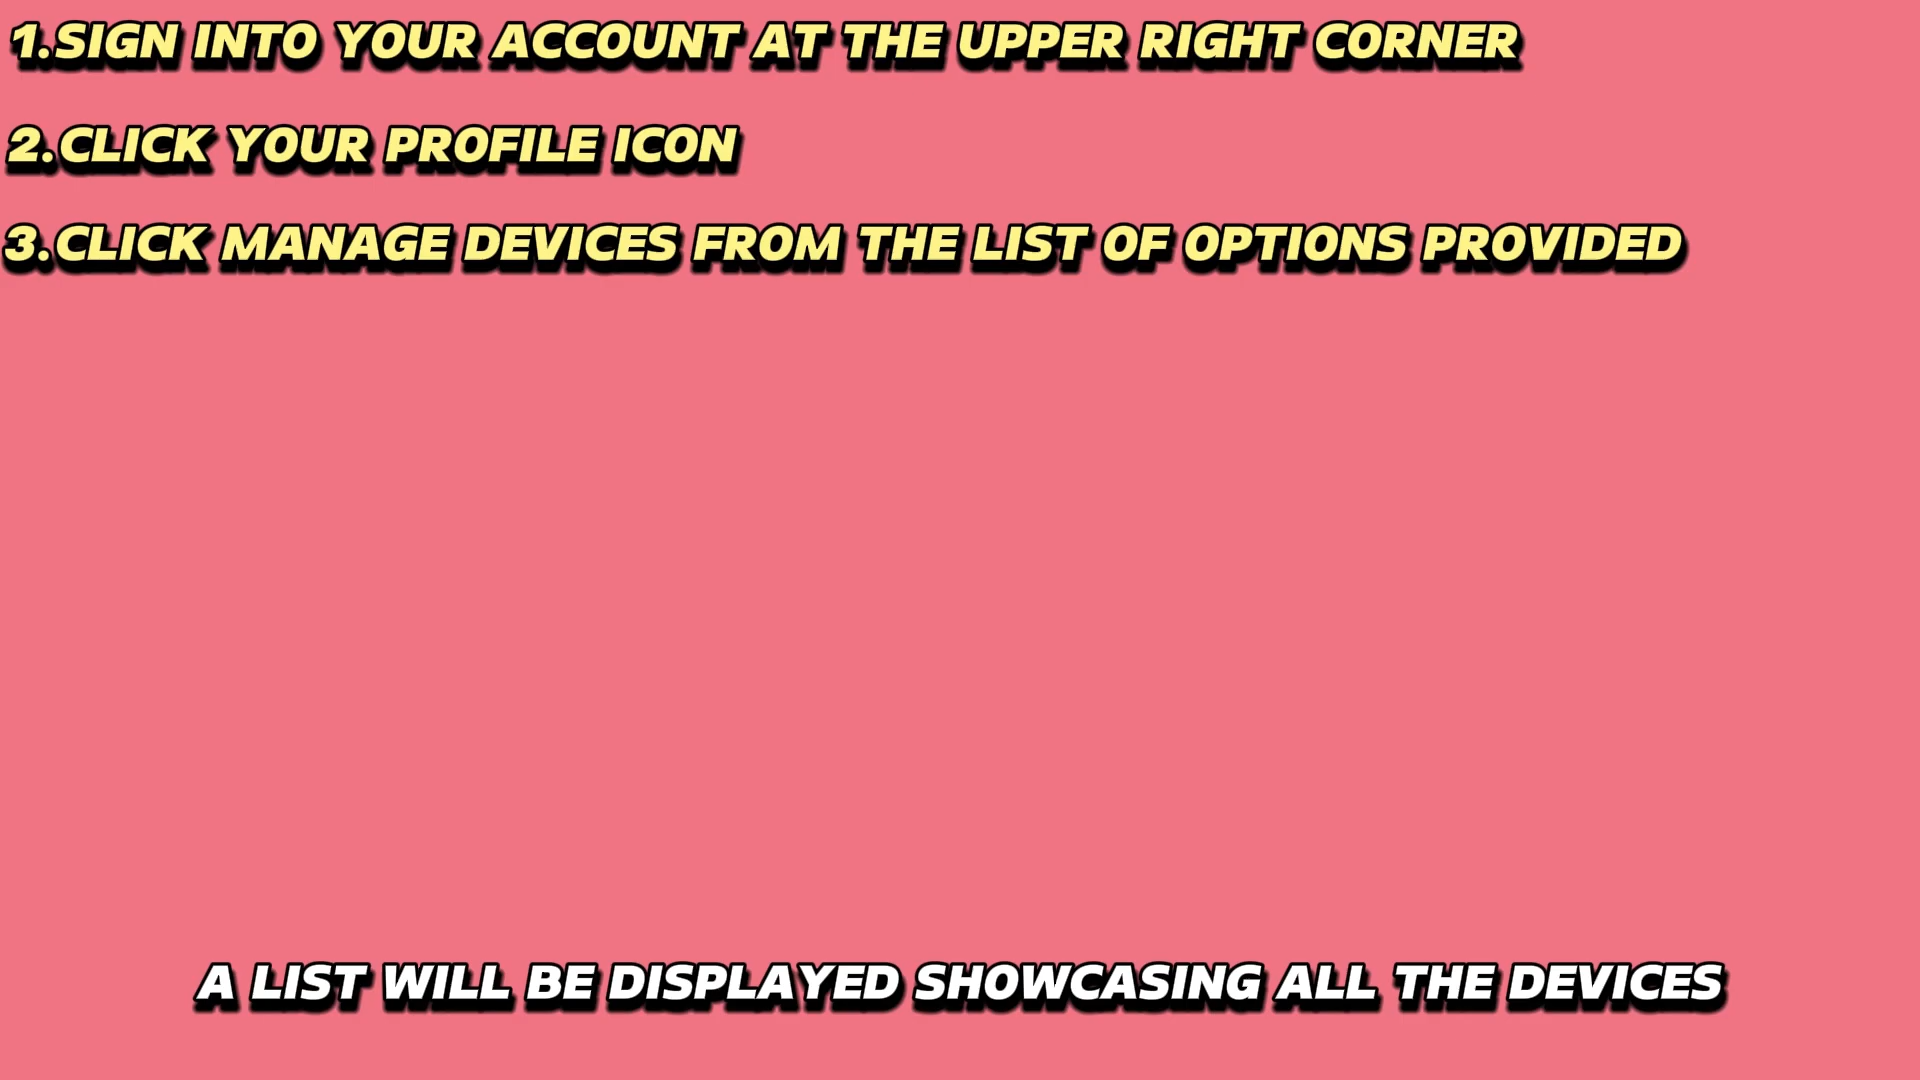 1.SIGN INTO YOUR ACCOUNT AT THE UPPER RIGHT CORNER
2.CLICK YOUR PROFILE ICON
3.CLICK MANAGE DEVICES FROM THE LIST OF OPTIONS PROVIDED
A LIST WILL BE DISPLAYED SHOWCASING ALL THE DEVICES